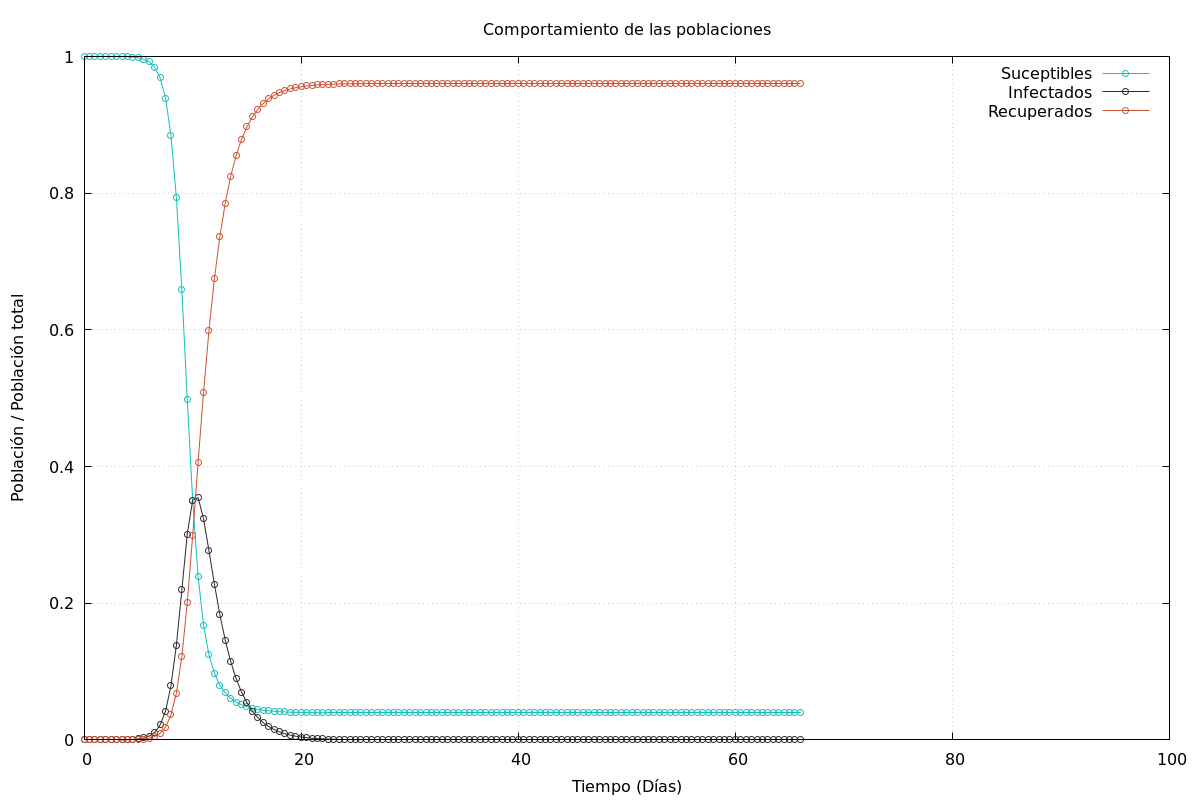 Comportamiento de las poblaciones
Suceptibles
Infectados
Recuperados
1
0.8
0.6
0.4
0.2
0
Población / Población total
0 20 40 60 80 100
Tiempo (Días)